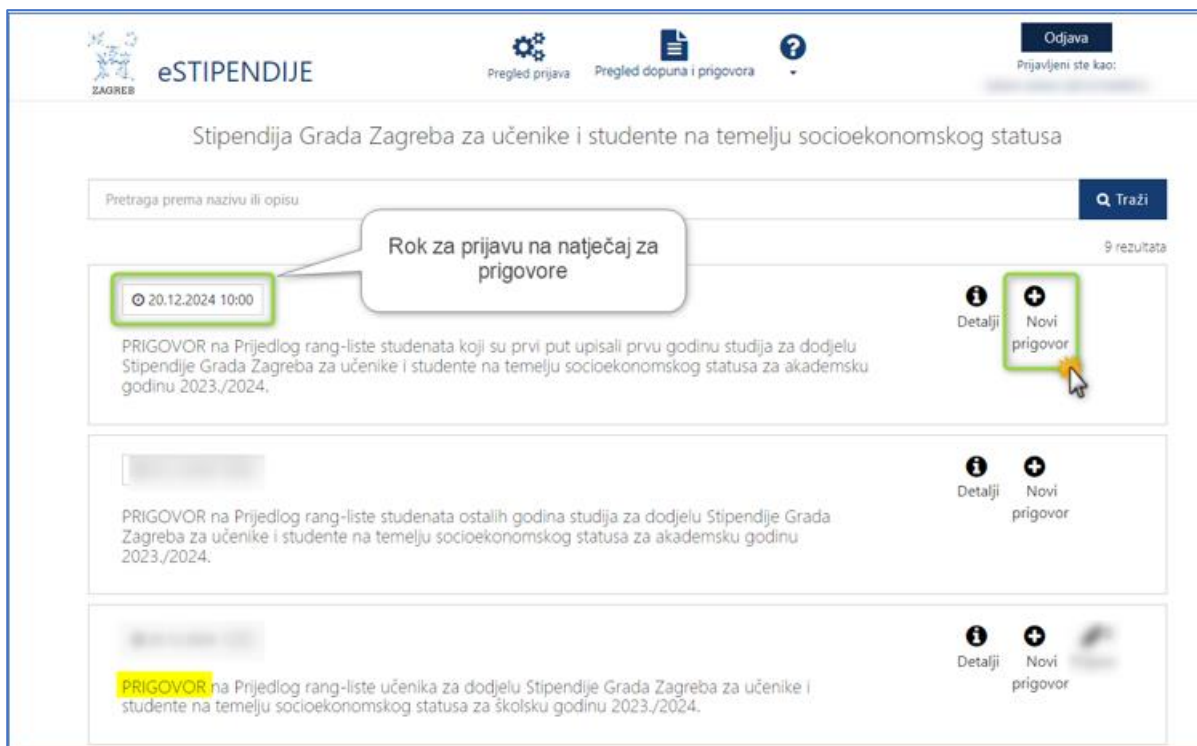 ZAGREB
eSTIPENDIJE
Pregled prijava
Pregled dopuna i prigovora
Odjava
Prijavljeni ste kao:
Stipendija Grada Zagreba za učenike i studente na temelju socioekonomskog statusa
Pretraga prema nazivu ili opisu
Traži
9 rezultata
Rok za prijavu na natječaj za
prigovore
20.12.2024 10:00
Detalji
Novi
prigovor
PRIGOVOR na Prijedlog rang-liste studenata koji su prvi put upisali prvu godinu studija za dodjelu
Stipendije Grada Zagreba za učenike i studente na temelju socioekonomskog statusa za akademsku
godinu 2023./2024.
Detalji
Novi
prigovor
PRIGOVOR na Prijedlog rang-liste studenata ostalih godina studija za dodjelu Stipendije Grada
Zagreba za učenike i studente na temelju socioekonomskog statusa za akademsku godinu
2023./2024.
Detalji
Novi
prigovor
PRIGOVOR na Prijedlog rang-liste učenika za dodjelu Stipendije Grada Zagreba za učenike i
studente na temelju socioekonomskog statusa za školsku godinu 2023./2024.